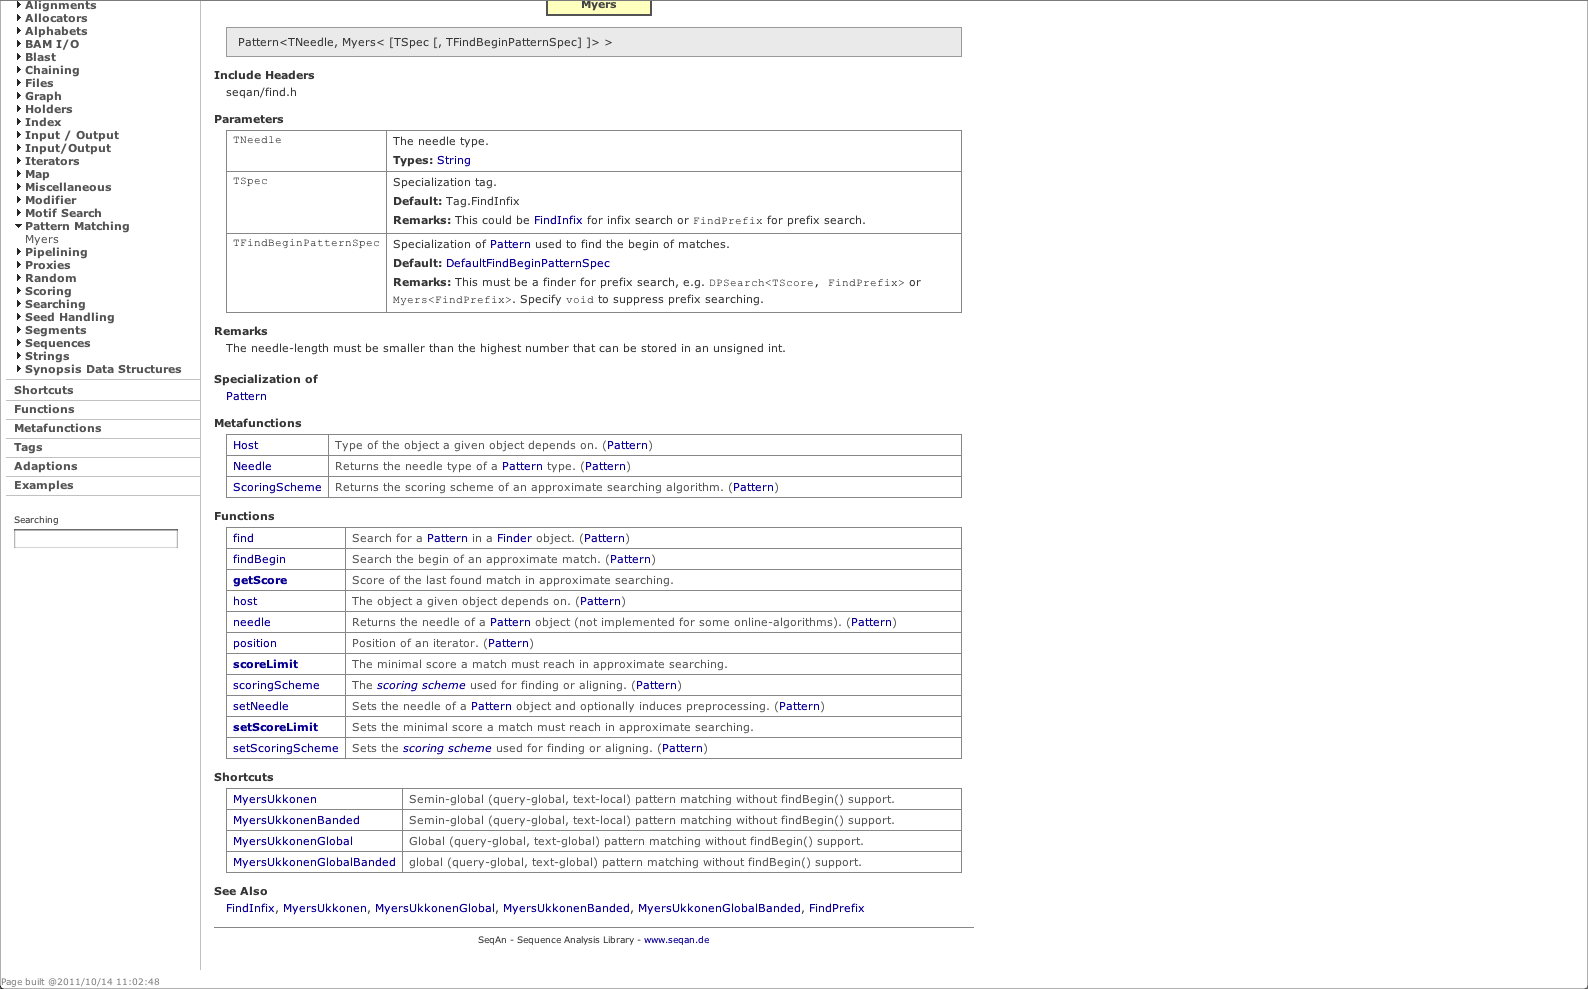 Alignments
Allocators
Alphabets
BAM I/O
Blast
Chaining
Files
Graph
Holders
Index
Input / Output
Input/Output
Iterators
Map
Miscellaneous
Modifier
Motif Search
Pattern Matching
Myers
Pipelining
Proxies
Random
Scoring
Searching
Seed Handling
Segments
Sequences
Strings
Synopsis Data Structures
Shortcuts
Functions
Metafunctions
Tags
Adaptions
Examples
Searching
Myers
Pattern<TNeedle, Myers< [TSpec [, TFindBeginPatternSpec] ]> >
Include Headers
seqan/find.h
Parameters
TNeedle
The needle type.
Types: String
TSpec
Specialization tag.
Default: Tag.FindInfix
Remarks: This could be FindInfix for infix search or FindPrefix for prefix search.
TFindBeginPatternSpec
Specialization of Pattern used to find the begin of matches.
Default: DefaultFindBeginPatternSpec
Remarks: This must be a finder for prefix search, e.g. DPSearch<TScore, FindPrefix> or
Myers<FindPrefix>. Specify void to suppress prefix searching.
Remarks
The needle-length must be smaller than the highest number that can be stored in an unsigned int.
Specialization of
Pattern
Metafunctions
Host Type of the object a given object depends on. (Pattern)
Needle Returns the needle type of a Pattern type. (Pattern)
ScoringScheme Returns the scoring scheme of an approximate searching algorithm. (Pattern)
Functions
find Search for a Pattern in a Finder object. (Pattern)
findBegin Search the begin of an approximate match. (Pattern)
getScore Score of the last found match in approximate searching.
host The object a given object depends on. (Pattern)
needle Returns the needle of a Pattern object (not implemented for some online-algorithms). (Pattern)
position Position of an iterator. (Pattern)
scoreLimit The minimal score a match must reach in approximate searching.
scoringScheme The scoring scheme used for finding or aligning. (Pattern)
setNeedle Sets the needle of a Pattern object and optionally induces preprocessing. (Pattern)
setScoreLimit Sets the minimal score a match must reach in approximate searching.
setScoringScheme Sets the scoring scheme used for finding or aligning. (Pattern)
Shortcuts
MyersUkkonen Semin-global (query-global, text-local) pattern matching without findBegin() support.
MyersUkkonenBanded Semin-global (query-global, text-local) pattern matching without findBegin() support.
MyersUkkonenGlobal Global (query-global, text-global) pattern matching without findBegin() support.
MyersUkkonenGlobalBanded global (query-global, text-global) pattern matching without findBegin() support.
See Also
FindInfix, MyersUkkonen, MyersUkkonenGlobal, MyersUkkonenBanded, MyersUkkonenGlobalBanded, FindPrefix
SeqAn - Sequence Analysis Library - www.seqan.de
Page built @2011/10/14 11:02:48